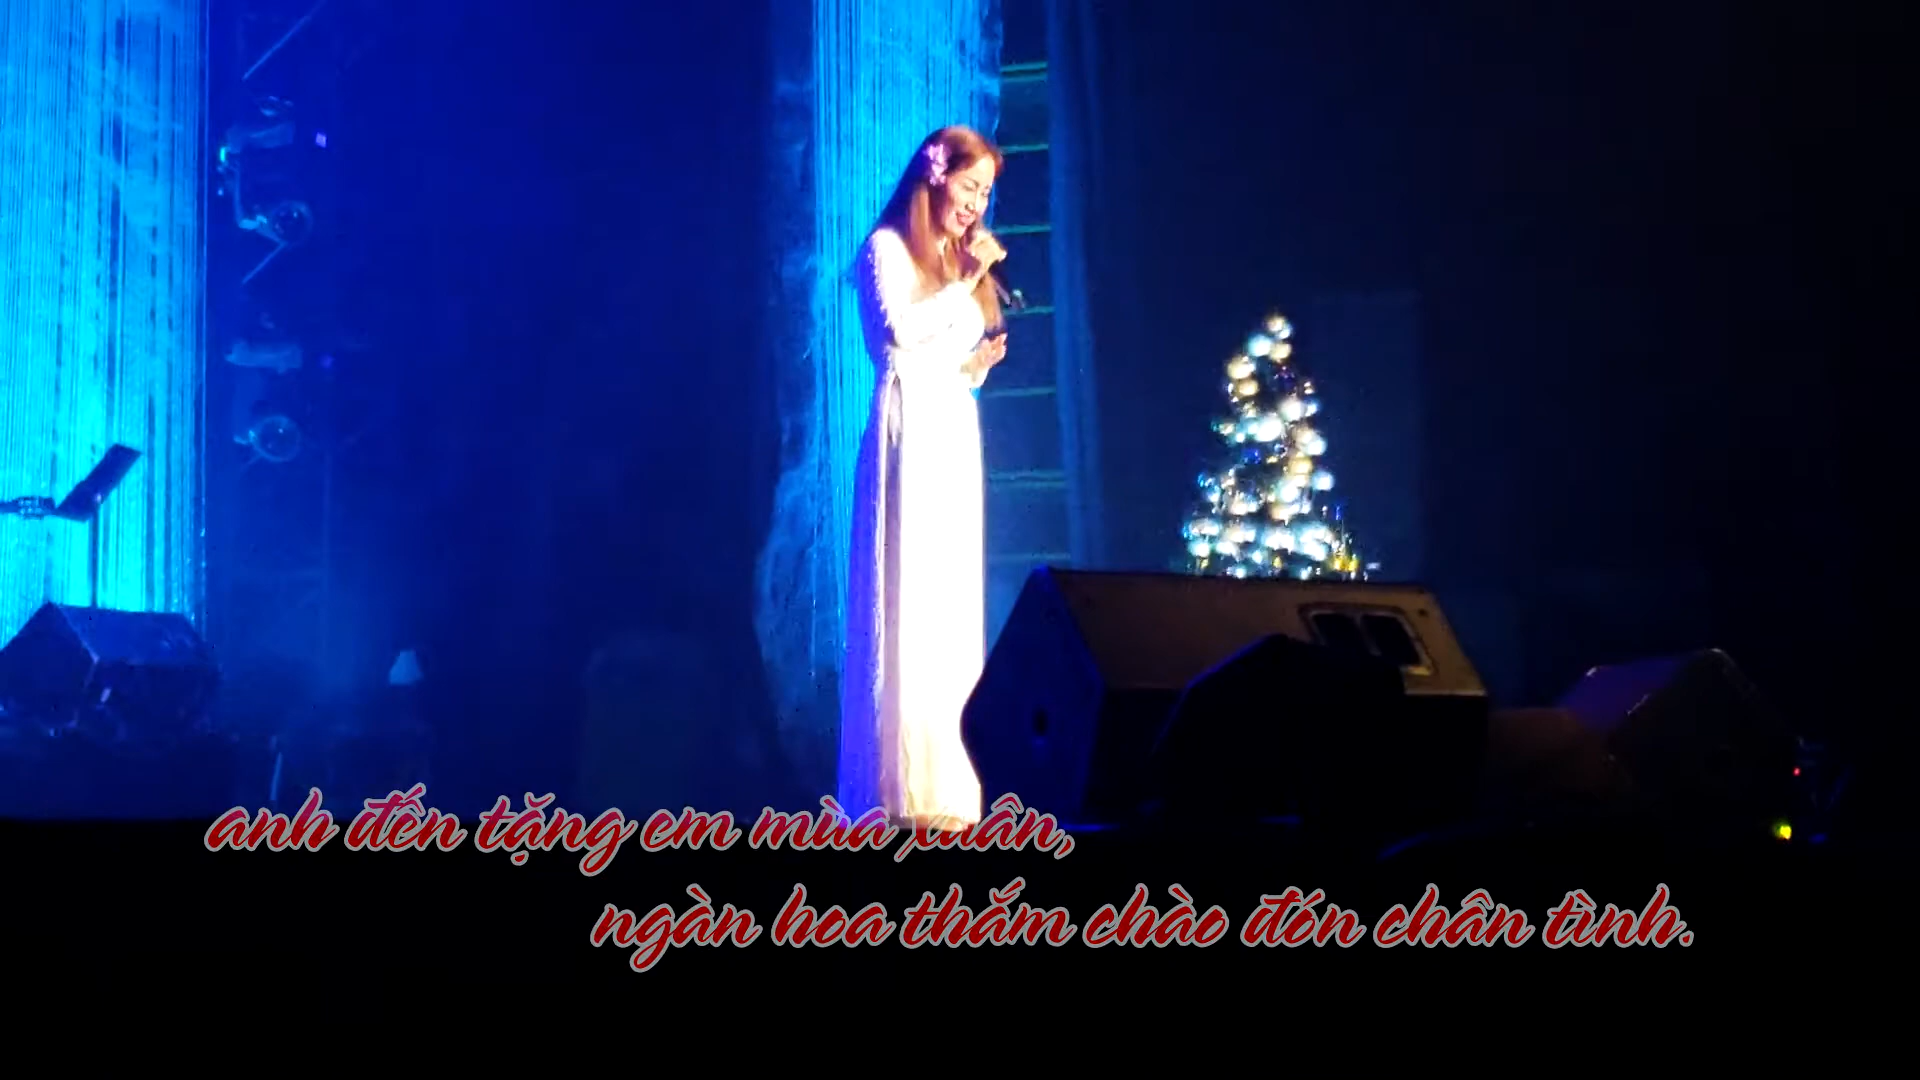 anh đến tặng em mùa xuân,
ngàn hoa thắm chào đón chân tình.